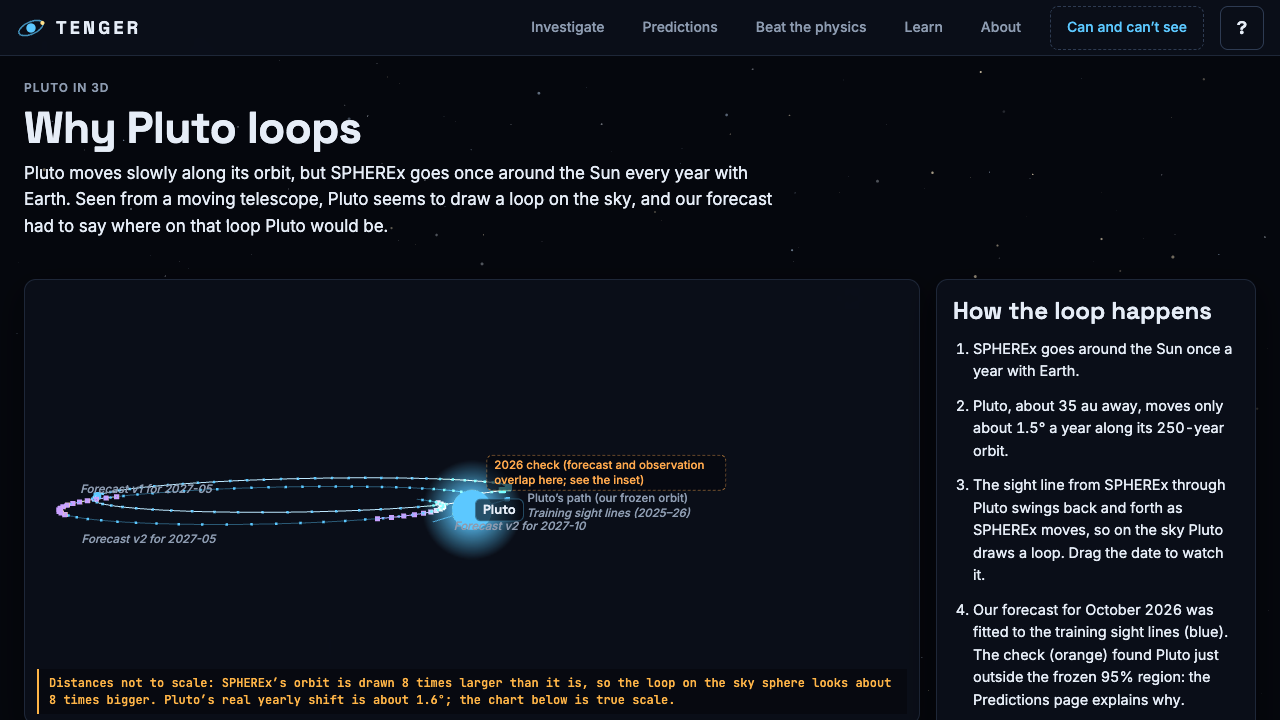 TENGER
Investigate
Predictions
Beat the physics
Learn
About
Can and can't see
?
PLUTO IN 3D
Why Pluto loops
Pluto moves slowly along its orbit, but SPHEREx goes once around the Sun every year with
Earth. Seen from a moving telescope, Pluto seems to draw a loop on the sky, and our forecast
had to say where on that loop Pluto would be.
2026 check (forecast and observation
overlap here; see the inset)
Forecast v1 for 2027-05
Pluto's path (our frozen orbit)
Pluto
Training sight lines (2025–26)
Forecast v2 for 2027-10
Forecast v2 for 2027-05
Distances not to scale: SPHEREx's orbit is drawn 8 times larger than it is, so the loop on the sky sphere looks about
8 times bigger. Pluto's real yearly shift is about 1.6°; the chart below is true scale.
How the loop happens
1. SPHEREx goes around the Sun once a
year with Earth.
2. Pluto, about 35 au away, moves only
about 1.5° a year along its 250-year
orbit.
3. The sight line from SPHEREx through
Pluto swings back and forth as
SPHEREx moves, so on the sky Pluto
draws a loop. Drag the date to watch
it.
4. Our forecast for October 2026 was
fitted to the training sight lines (blue).
The check (orange) found Pluto just
outside the frozen 95% region: the
Predictions page explains why.